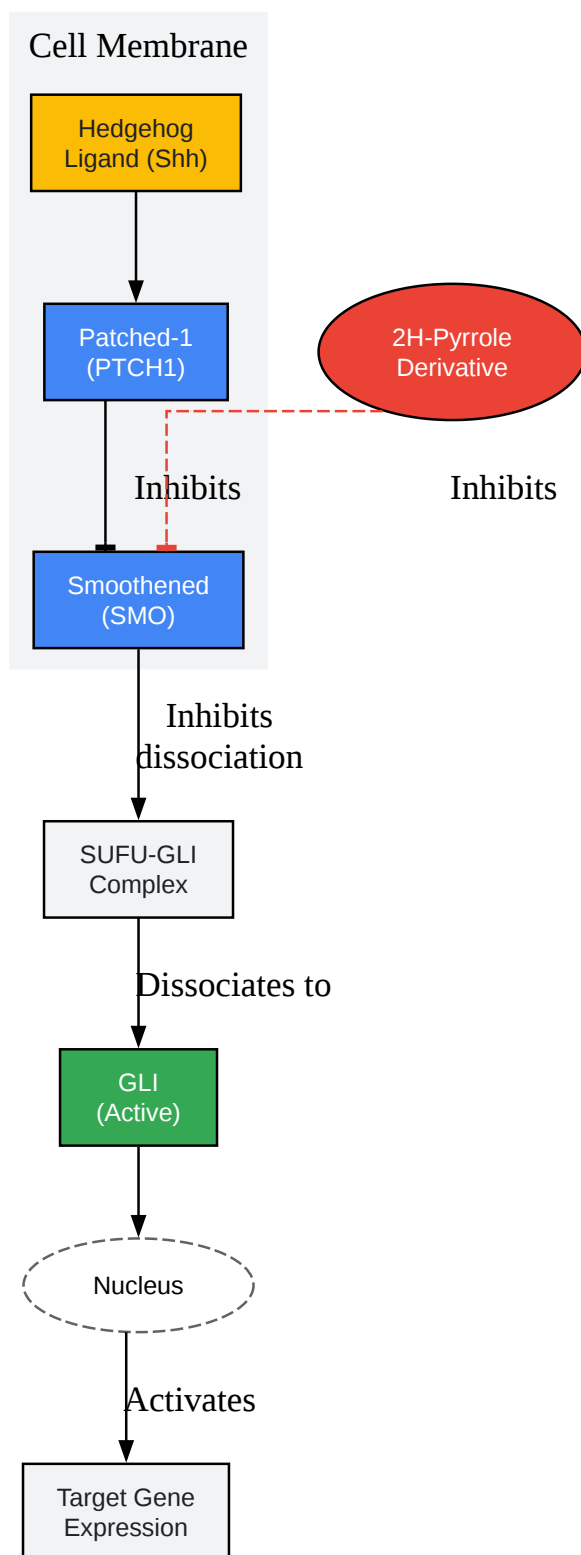 Cell Membrane
Hedgehog
Ligand (Shh)
Patched-1
(PTCH1)
2H-Pyrrole
Derivative
Inhibits
Inhibits
Smoothened
(SMO)
Inhibits
dissociation
SUFU-GLI
Complex
Dissociates to
GLI
(Active)
Nucleus
Activates
Target Gene
Expression